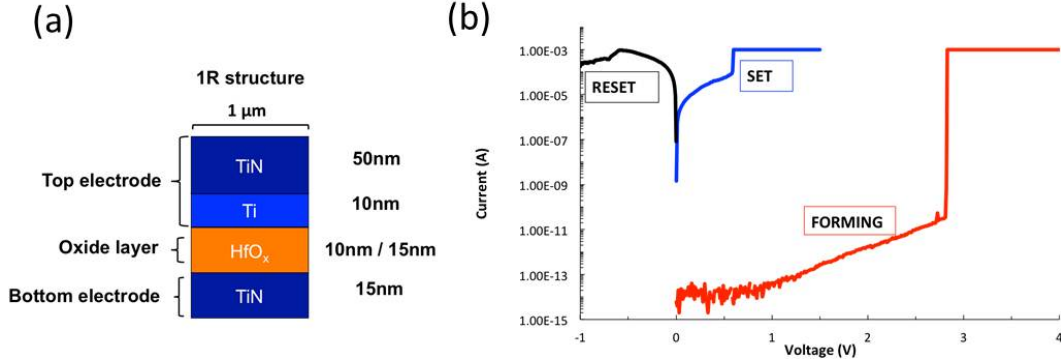 (a)
1R structure
1 µm
Top electrode
TiN
50nm
Ti
10nm
Oxide layer
HfOₓ
10nm / 15nm
Bottom electrode
TiN
15nm
(b)
Current (A)
1.00E-03
1.00E-05
1.00E-07
1.00E-09
1.00E-11
1.00E-13
1.00E-15
RESET
SET
FORMING
-1 0 1 2 3 4
Voltage (V)